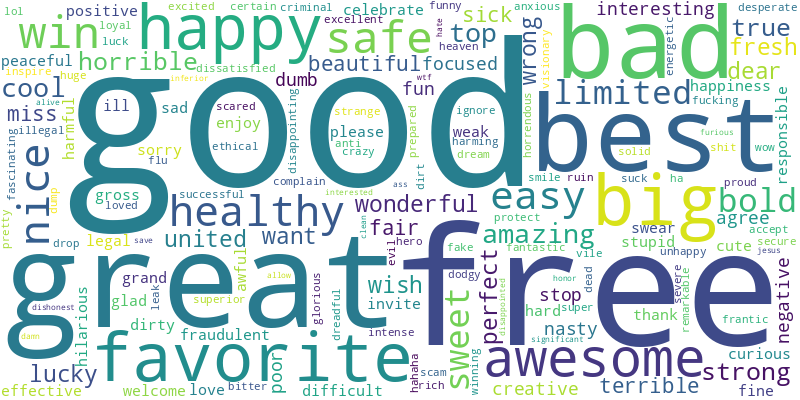 lol
excited
certain
criminal
funny
anxious
desperate
positive
loyal
luck
celebrate
excellent
hate
sick
interesting
win
happy
safe
top
wrong
visionary
bad
energetic
true
peaceful
horrible
heaven
fresh
inspire
huge
dissatisfied
beautiful
focused
dear
cool
inferior
dumb
wtf
fun
limited
happiness
alive
ill
scared
strange
ignore
horrendous
fucking
responsible
miss
harmful
sad
enjoy
please
prepared
weak
best
furious
illegal
good
disappointing
solid
shit
wow
fascinating
sorry
ethical
anti
harming
flu
crazy
dream
nice
dump
complain
dirt
smile
ruin
suck
ha
proud
gross
successful
interested
ass
easy
big
bold
pretty
loved
healthy
wonderful
clean
protect
accept
drop
legal
united
want
fair
hero
amazing
swear
agree
save
evil
fake
fantastic
stupid
cute
secure
jesus
great
free
vile
unhappy
grand
awful
allow
dodgy
honor
dead
severe
superior
glorious
wish
sweet
perfect
disappointed
hard
super
stop
remarkable
negative
dishonest
glad
leak
invite
thank
frantic
hilarious
dirty
fraudulent
dreadful
intense
significant
nasty
damn
favorite
poor
hahaha
winning
awesome
curious
lucky
scam
strong
effective
welcome
love
bitter
difficult
rich
creative
terrible
fine